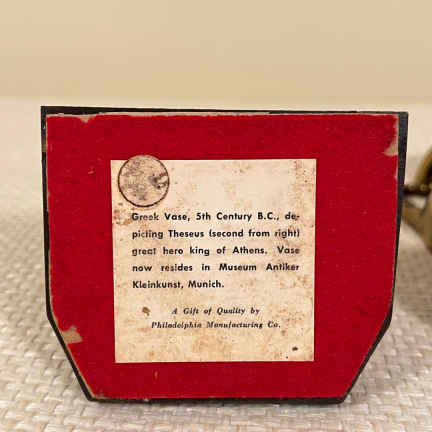 Greek Vase, 5th Century B.C., de-
picting Theseus (second from right)
great hero king of Athens. Vase
now resides in Museum Antiker
Kleinkunst, Munich.
A Gift of Quality by
Philadelphia Manufacturing Co.